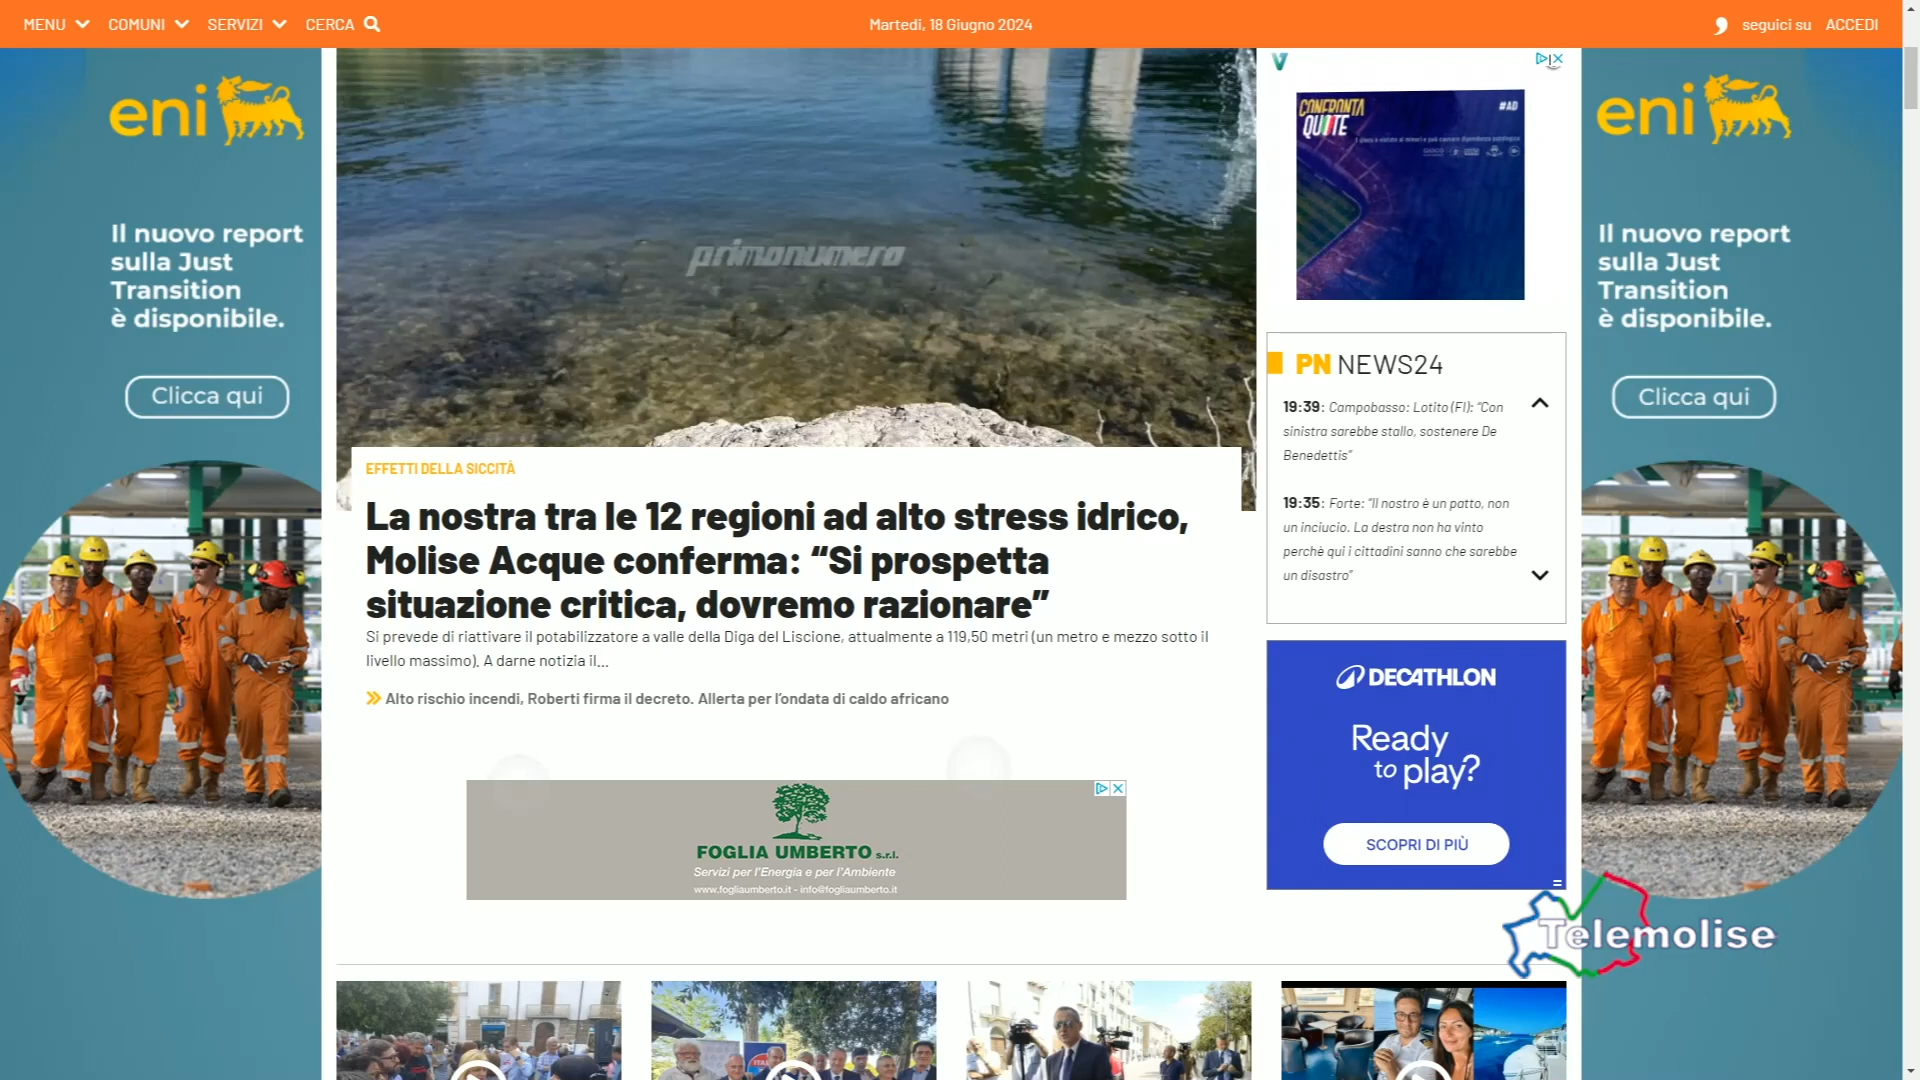 MENU COMUNI SERVIZI CERCA
Martedì, 18 Giugno 2024
seguici su ACCEDI
eni
Il nuovo report
sulla Just
Transition
è disponibile.
Clicca qui
primonumero
EFFETTI DELLA SICCITÀ
La nostra tra le 12 regioni ad alto stress idrico,
Molise Acque conferma: “Si prospetta
situazione critica, dovremo razionare”
Si prevede di riattivare il potabilizzatore a valle della Diga del Liscione, attualmente a 119,50 metri (un metro e mezzo sotto il
livello massimo). A darne notizia il...
Alto rischio incendi, Roberti firma il decreto. Allerta per l’ondata di caldo africano
FOGLIA UMBERTO s.r.l.
Servizi per l'Energia e per l'Ambiente
www.fogliaumberto.it - info@fogliaumberto.it
CONFRONTA
QUOTE
#AD
PN NEWS24
19:39: Campobasso: Lotito (FI): “Con
sinistra sarebbe stallo, sostenere De
Benedettis”
19:35: Forte: “Il nostro è un patto, non
un inciucio. La destra non ha vinto
perchè qui i cittadini sanno che sarebbe
un disastro”
DECATHLON
Ready
to play?
SCOPRI DI PIÙ
eni
Il nuovo report
sulla Just
Transition
è disponibile.
Clicca qui
Telemolise